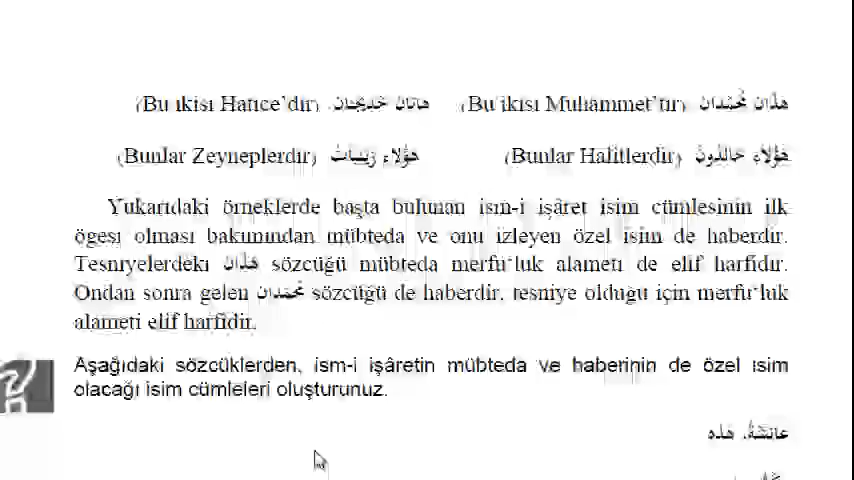 هٰذَانِ مُحَمَّدَانِ (Bu ikisi Muhammet'tir) هَاتَانِ خَدِيجَتَانِ. (Bu ikisi Hatice'dir)
هٰؤُلَاءِ خَالِدُونَ (Bunlar Halitlerdir) هٰؤُلَاءِ زَيْنَبَاتُ (Bunlar Zeyneplerdir)
Yukarıdaki örneklerde başta bulunan ism-i işâret isim cümlesinin ilk
ögesi olması bakımından mübteda ve onu izleyen özel isim de haberdir.
Tesniyelerdeki هٰذَانِ sözcüğü mübteda merfu‘luk alameti de elif harfidir.
Ondan sonra gelen مُحَمَّدَانِ sözcüğü de haberdir. tesniye olduğu için merfu‘luk
alameti elif harfidir.
Aşağıdaki sözcüklerden, ism-i işâretin mübteda ve haberinin de özel isim
olacağı isim cümleleri oluşturunuz.
عَائِشَةُ، هٰذِهِ